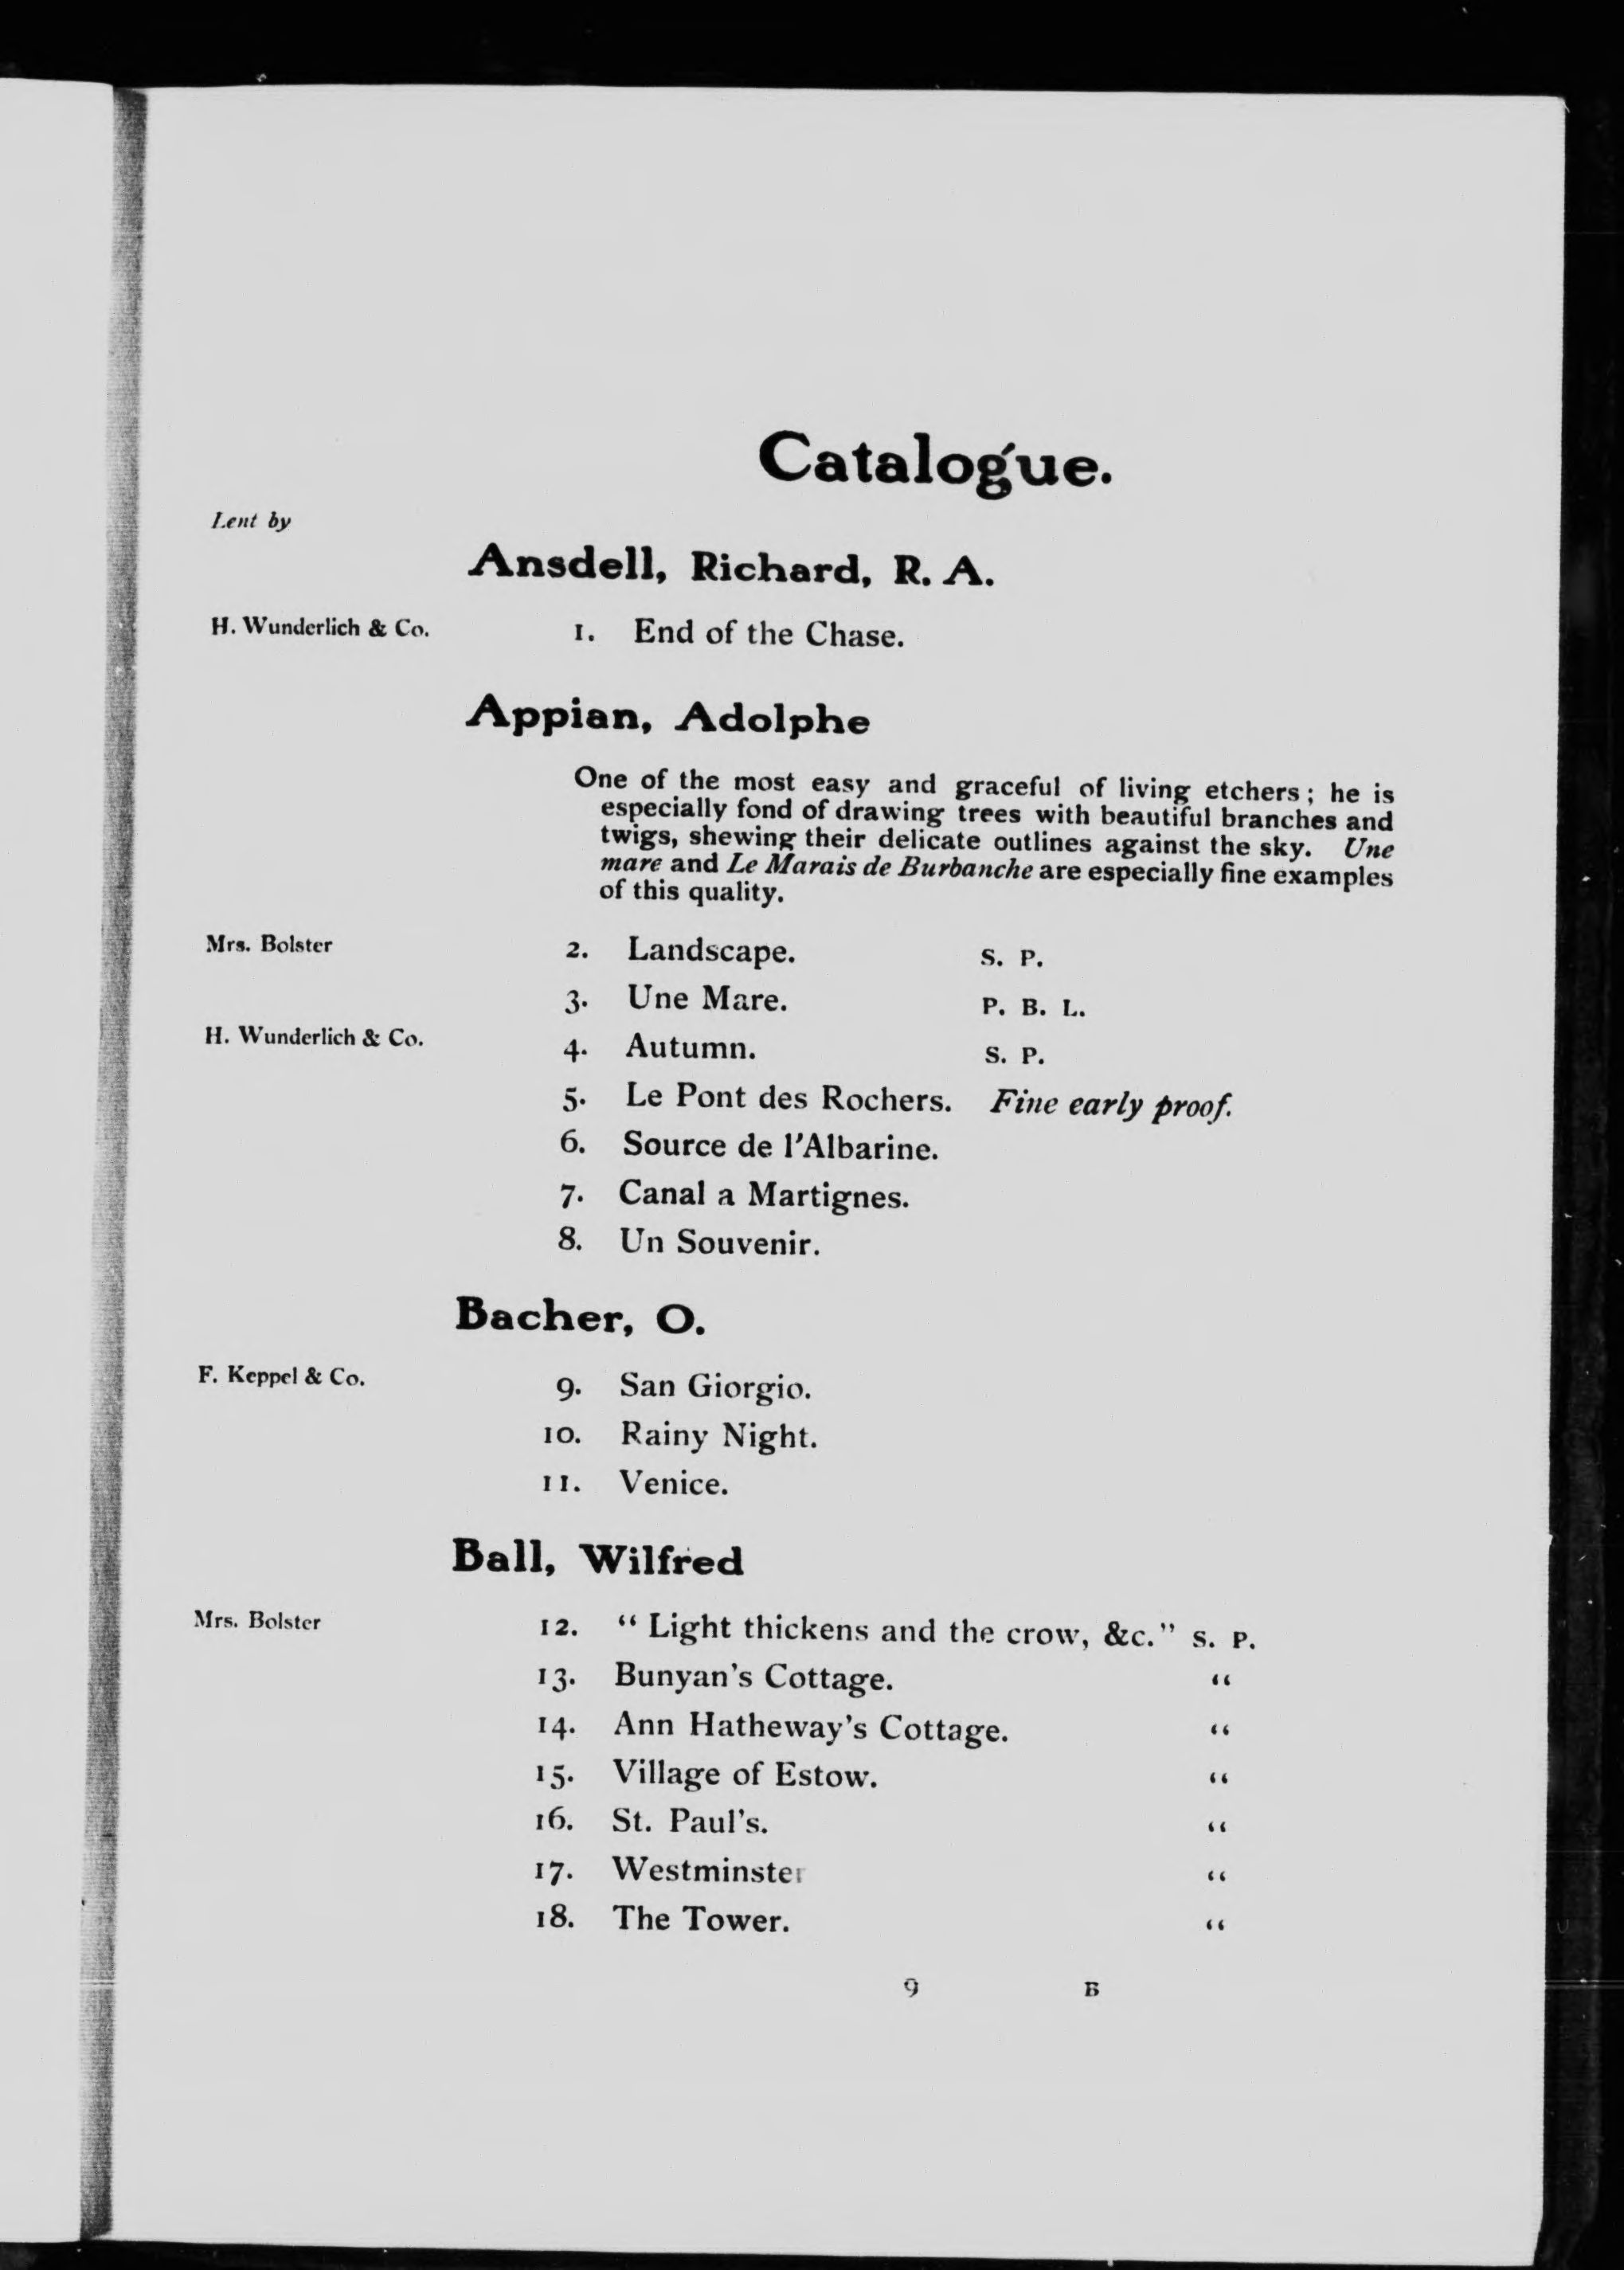 Catalogue.
Lent by
Ansdell, Richard, R. A.
H. Wunderlich & Co. 1. End of the Chase.
Appian, Adolphe
One of the most easy and graceful of living etchers; he is
especially fond of drawing trees with beautiful branches and
twigs, shewing their delicate outlines against the sky. Une
mare and Le Marais de Burbanche are especially fine examples
of this quality.
Mrs. Bolster 2. Landscape. S. P.
3. Une Mare. P. B. L.
H. Wunderlich & Co. 4. Autumn. S. P.
5. Le Pont des Rochers. Fine early proof.
6. Source de l'Albarine.
7. Canal a Martignes.
8. Un Souvenir.
Bacher, O.
F. Keppel & Co. 9. San Giorgio.
10. Rainy Night.
11. Venice.
Ball, Wilfred
Mrs. Bolster 12. “ Light thickens and the crow, &c.” S. P.
13. Bunyan's Cottage. “
14. Ann Hatheway's Cottage. “
15. Village of Estow. “
16. St. Paul's. “
17. Westminster “
18. The Tower. “
9 B